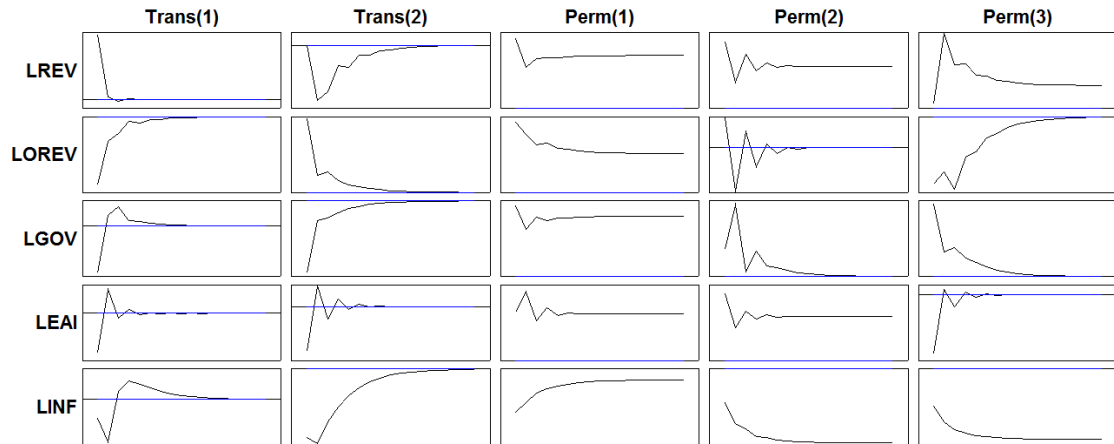 Trans(1) Trans(2) Perm(1) Perm(2) Perm(3)
LREV
LOREV
LGOV
LEAI
LINF